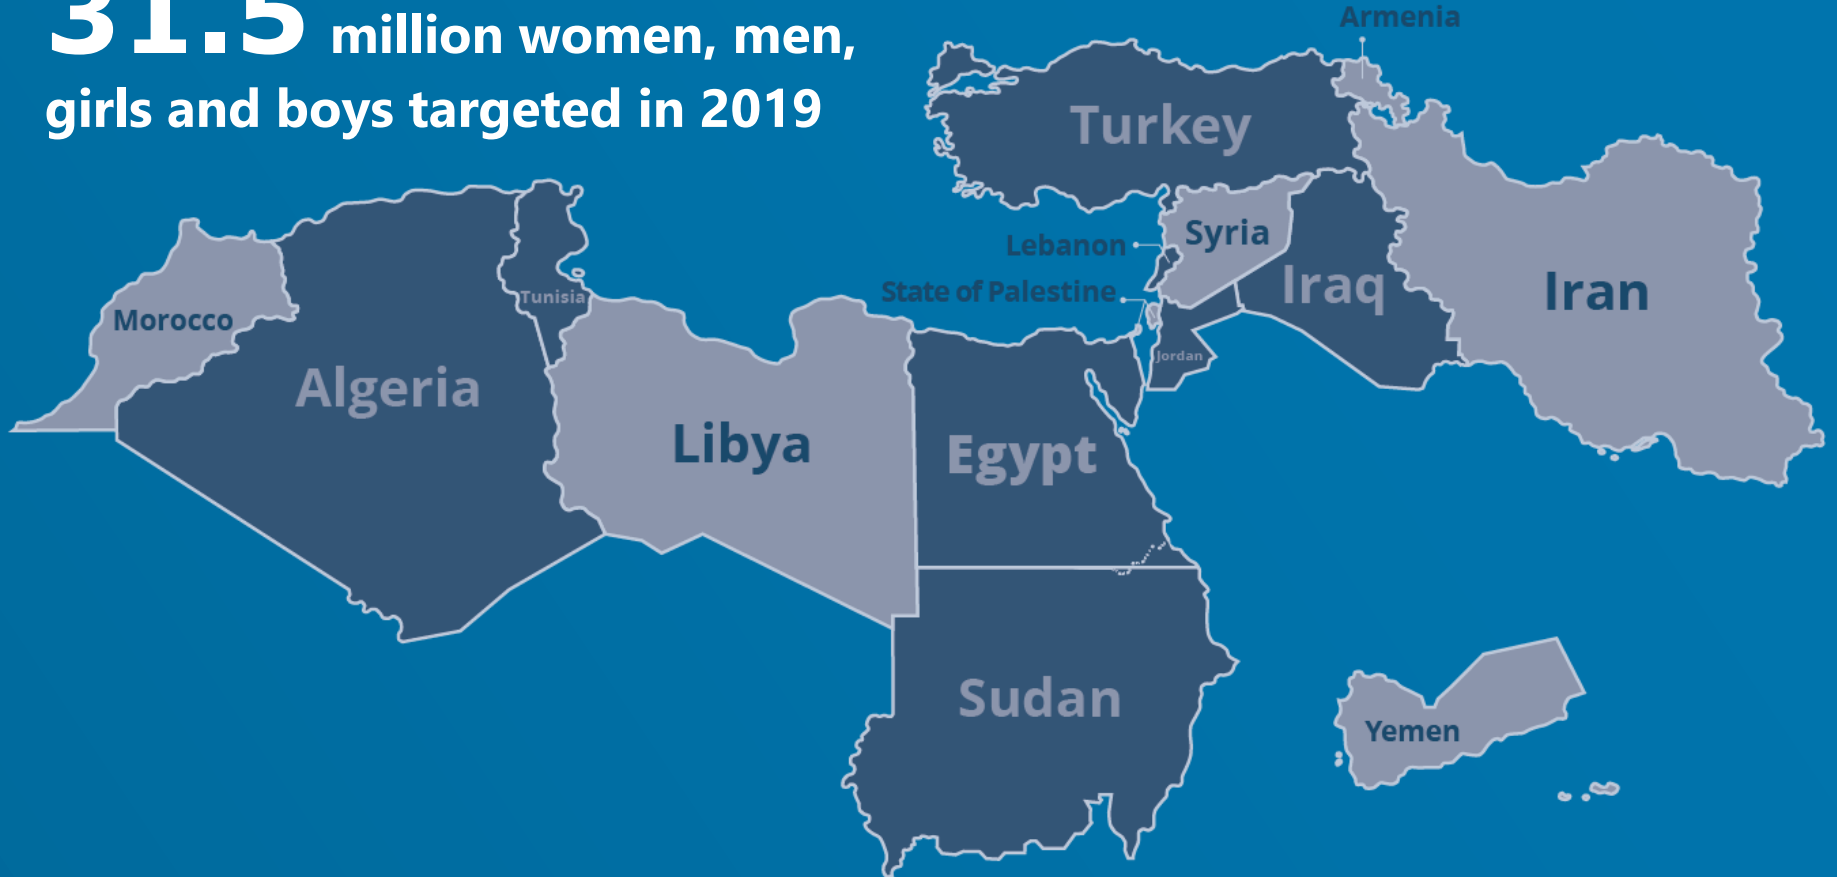 31.5 million women, men,
girls and boys targeted in 2019
Armenia
Turkey
Syria
Lebanon
State of Palestine
Iraq
Iran
Tunisia
Morocco
Jordan
Algeria
Libya
Egypt
Sudan
Yemen